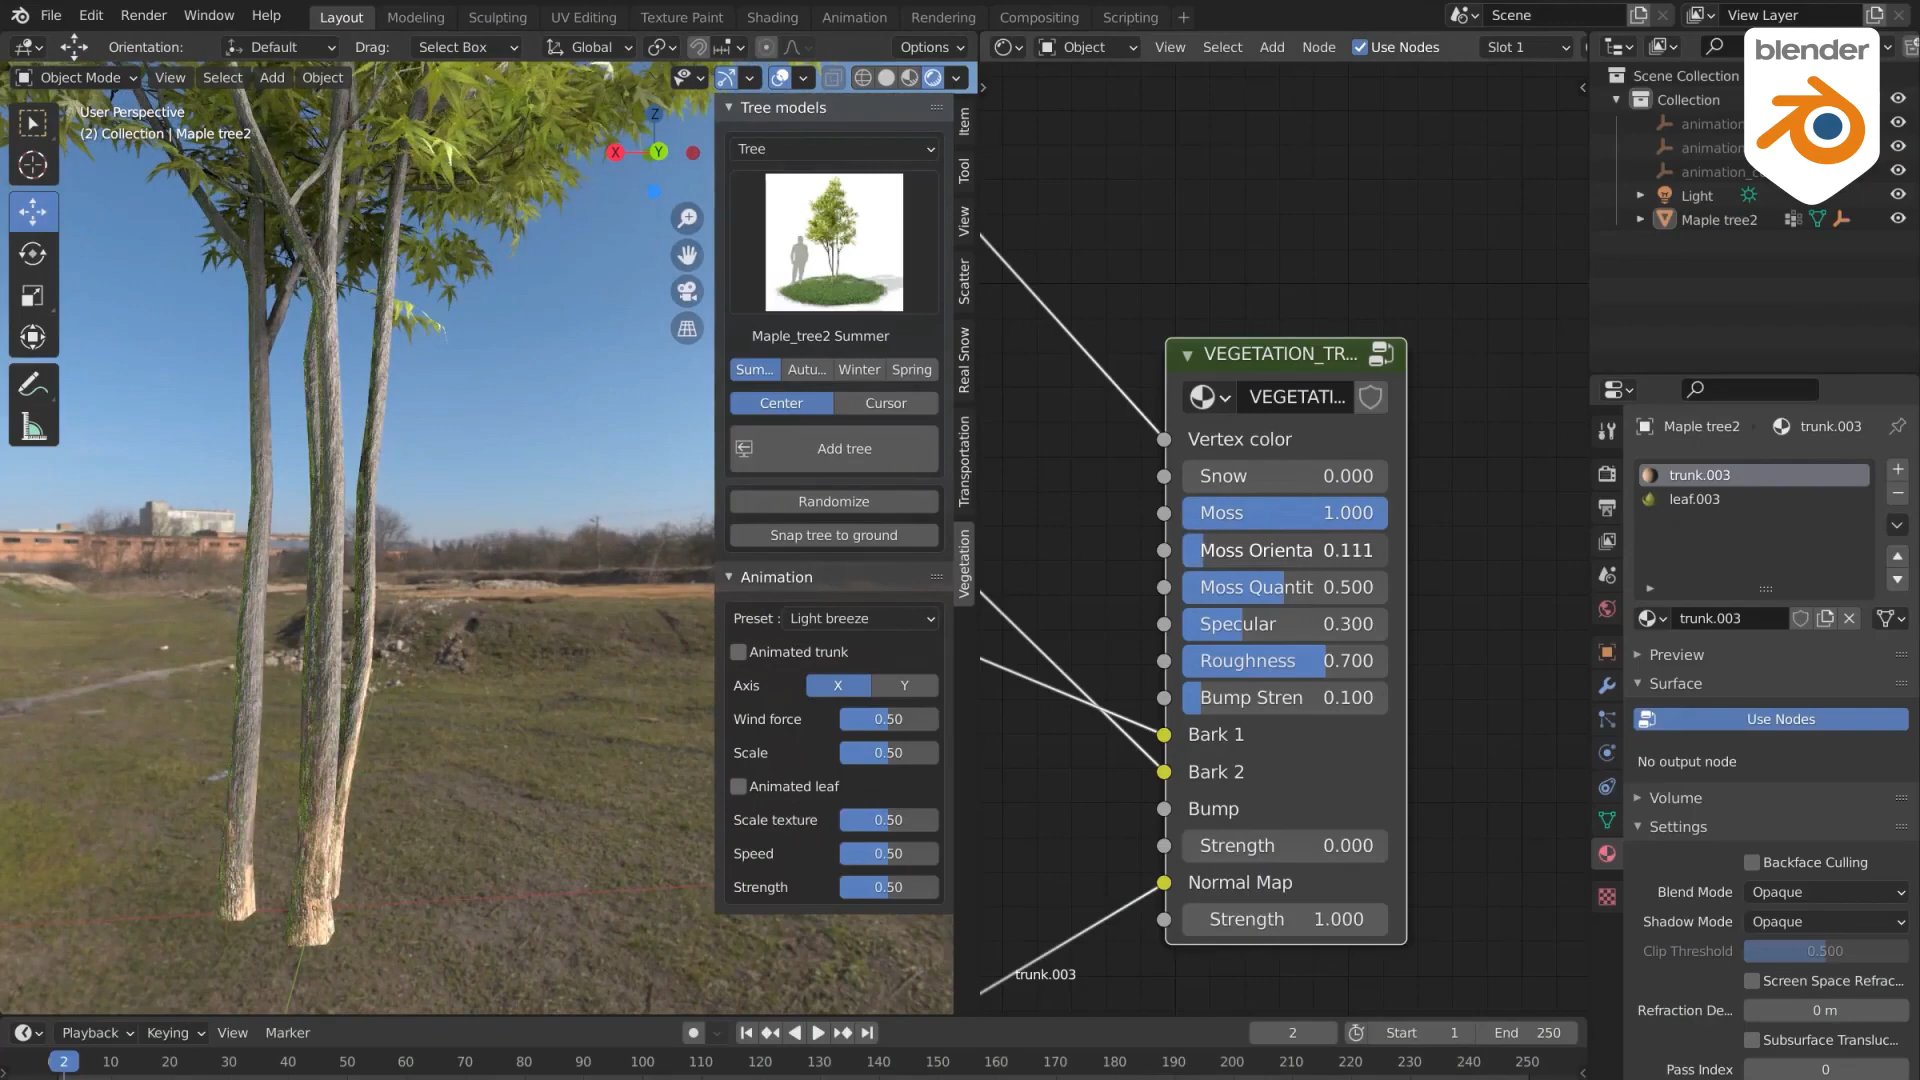 File Edit Render Window Help
Layout Modeling Sculpting UV Editing Texture Paint Shading Animation Rendering Compositing Scripting +
Scene
View Layer
Orientation: Default Drag: Select Box Global Options
Object View Select Add Node Use Nodes Slot 1
Object Mode View Select Add Object
User Perspective
(2) Collection | Maple tree2
Z
X
Y
Tree models
Tree
Maple_tree2 Summer
Sum... Autu... Winter Spring
Center Cursor
Add tree
Randomize
Snap tree to ground
Animation
Preset : Light breeze
Animated trunk
Axis X Y
Wind force 0.50
Scale 0.50
Animated leaf
Scale texture 0.50
Speed 0.50
Strength 0.50
Item
Tool
View
Scatter
Real Snow
Transportation
Vegetation
VEGETATION_TR...
VEGETATI...
Vertex color
Snow 0.000
Moss 1.000
Moss Orienta 0.111
Moss Quantit 0.500
Specular 0.300
Roughness 0.700
Bump Stren 0.100
Bark 1
Bark 2
Bump
Strength 0.000
Normal Map
Strength 1.000
trunk.003
blender
Scene Collection
Collection
animation
animation
animation_c
Light
Maple tree2
Maple tree2 trunk.003
trunk.003
leaf.003
trunk.003
Preview
Surface
Use Nodes
No output node
Volume
Settings
Backface Culling
Blend Mode Opaque
Shadow Mode Opaque
Clip Threshold 0.500
Screen Space Refrac...
Refraction De... 0 m
Subsurface Transluc...
Pass Index 0
Playback Keying View Marker
2 Start 1 End 250
2 10 20 30 40 50 60 70 80 90 100 110 120 130 140 150 160 170 180 190 200 210 220 230 240 250